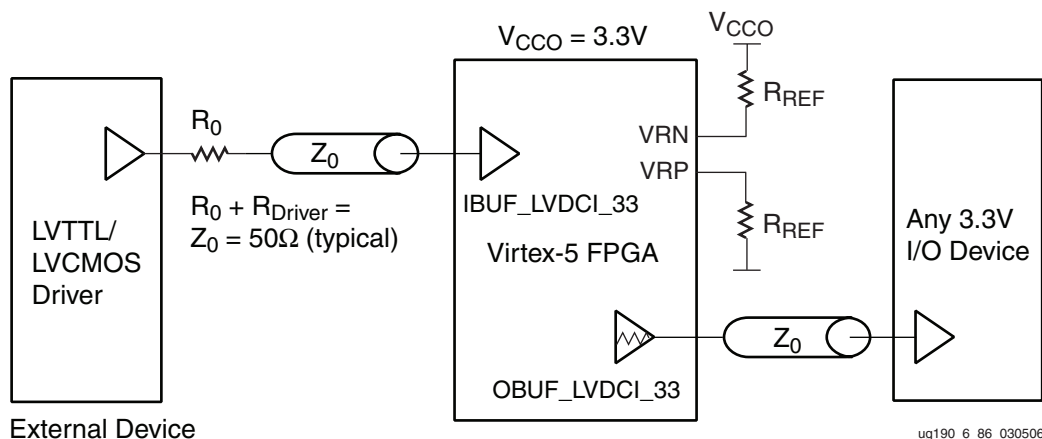 V_CCO = 3.3V
V_CCO
R_REF
R_0
Z_0
VRN
VRP
R_0 + R_Driver =
Z_0 = 50Ω (typical)
IBUF_LVDCI_33
R_REF
LVTTL/
LVCMOS
Driver
Virtex-5 FPGA
Any 3.3V
I/O Device
Z_0
OBUF_LVDCI_33
External Device
ug190_6_86_030506